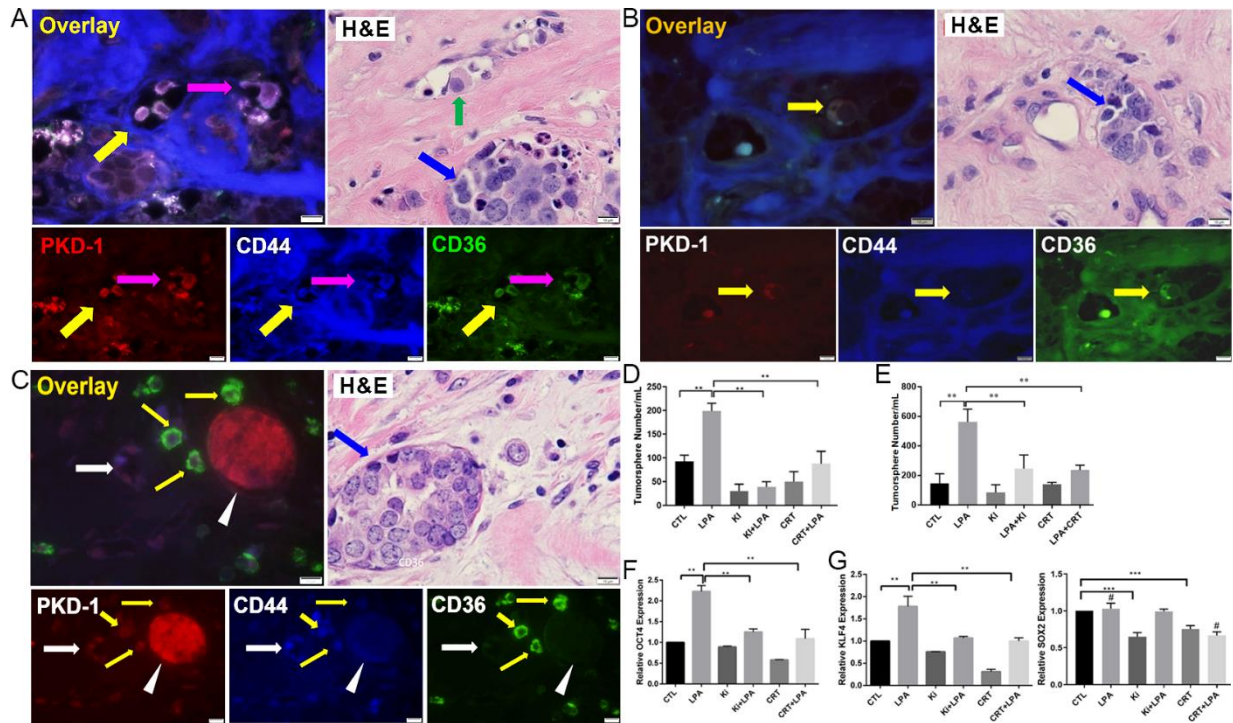 A
Overlay
H&E
PKD-1
CD44
CD36
B
Overlay
H&E
PKD-1
CD44
CD36
C
Overlay
H&E
CD36
PKD-1
CD44
CD36
D
Tumorsphere Number/mL
250
200
150
100
50
0
**
**
**
CTL
LPA
KI
KI+LPA
CRT
CRT+LPA
E
Tumorsphere Number/mL
800
600
400
200
0
**
**
**
CTL
LPA
KI
LPA+KI
CRT
LPA+CRT
F
Relative OCT4 Expression
2.5
2.0
1.5
1.0
0.5
0.0
**
**
**
CTL
LPA
Ki
Ki+LPA
CRT
CRT+LPA
G
Relative KLF4 Expression
2.5
2.0
1.5
1.0
0.5
0.0
**
**
**
CTL
LPA
Ki
Ki+LPA
CRT
CRT+LPA
Relative SOX2 Expression
1.5
1.0
0.5
0.0
***
***
#
#
CTL
LPA
Ki
Ki+LPA
CRT
CRT+LPA